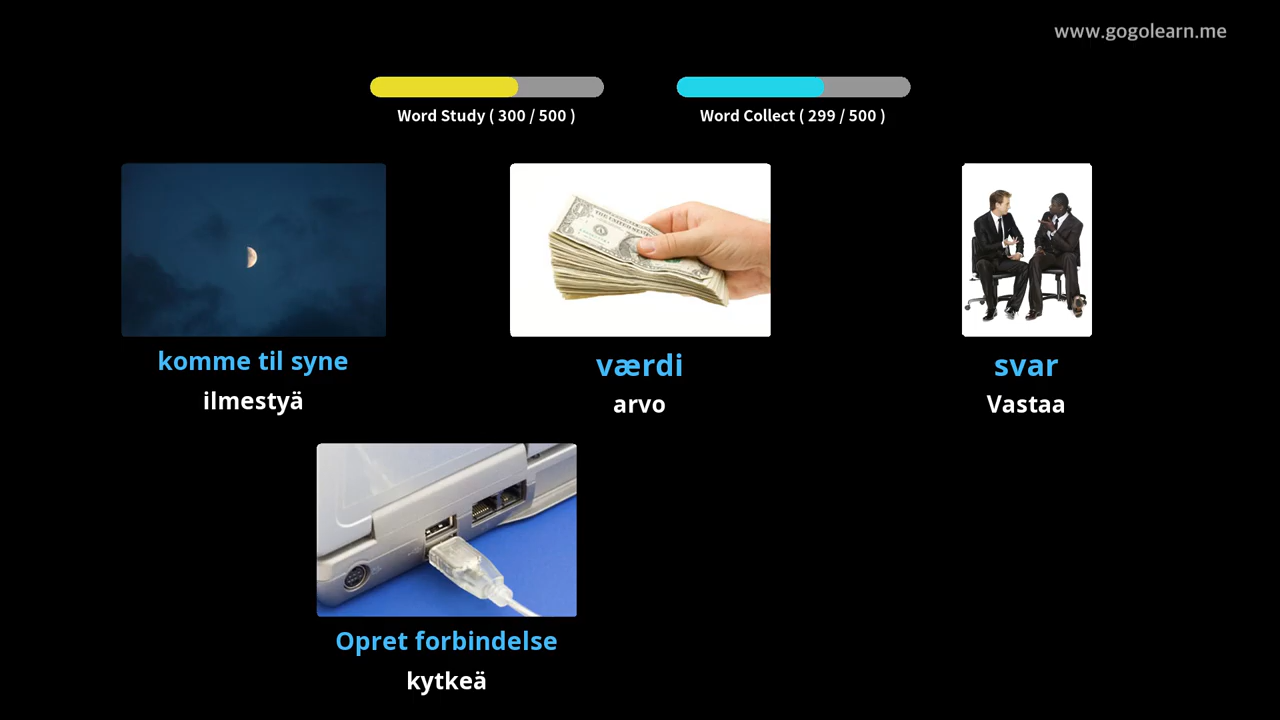 www.gogolearn.me
Word Study ( 300 / 500 )
Word Collect ( 299 / 500 )
komme til syne
ilmestyä
værdi
arvo
svar
Vastaa
Opret forbindelse
kytkeä